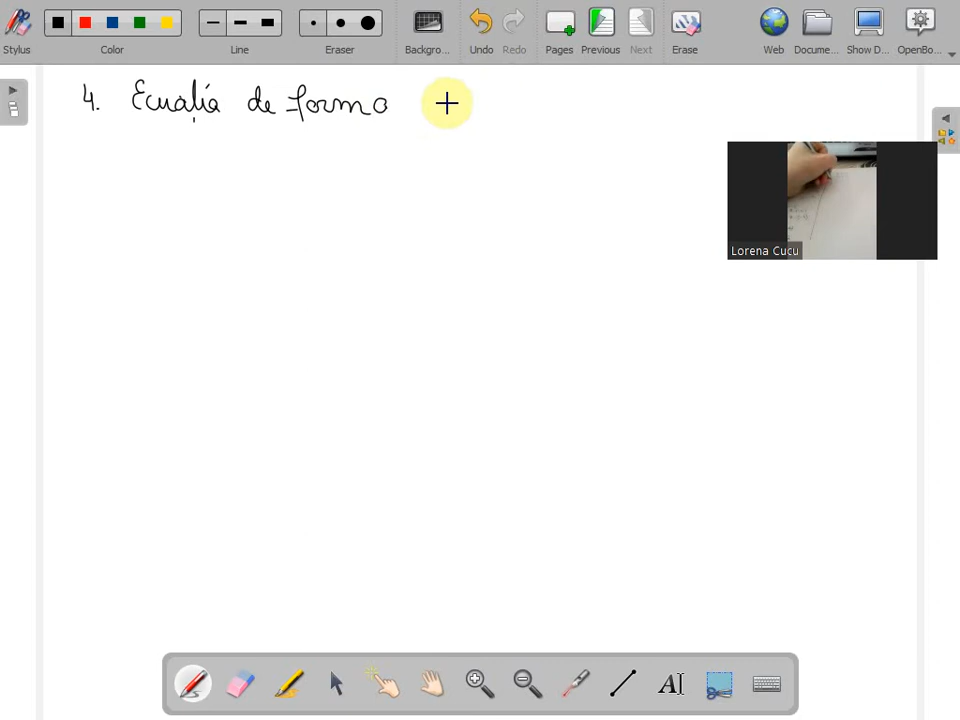 Stylus
Color
Line
Eraser
Backgro...
Undo
Redo
Pages
Previous
Next
Erase
Web
Docume...
Show D...
OpenBo...
4. Ecuația de forma
Lorena Cucu